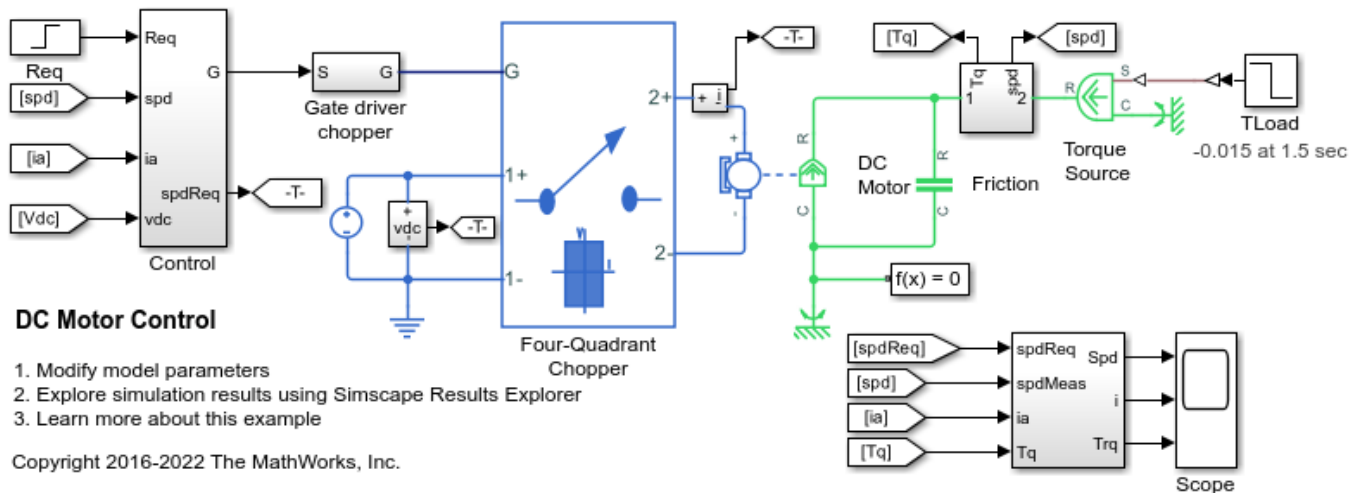 Req
[spd]
[ia]
[Vdc]
Req
spd
ia
vdc
G
spdReq
Control
-T-
S
G
Gate driver
chopper
G
1+
1-
2+
2-
Four-Quadrant
Chopper
+
vdc
-T-
+ i
-T-
+
-
R
C
DC
Motor
R
C
Friction
f(x) = 0
[Tq]
[spd]
Tq
spd
1
2
R
S
C
Torque
Source
TLoad
-0.015 at 1.5 sec
DC Motor Control
1. Modify model parameters
2. Explore simulation results using Simscape Results Explorer
3. Learn more about this example
Copyright 2016-2022 The MathWorks, Inc.
[spdReq]
[spd]
[ia]
[Tq]
spdReq
spdMeas
ia
Tq
Spd
i
Trq
Scope